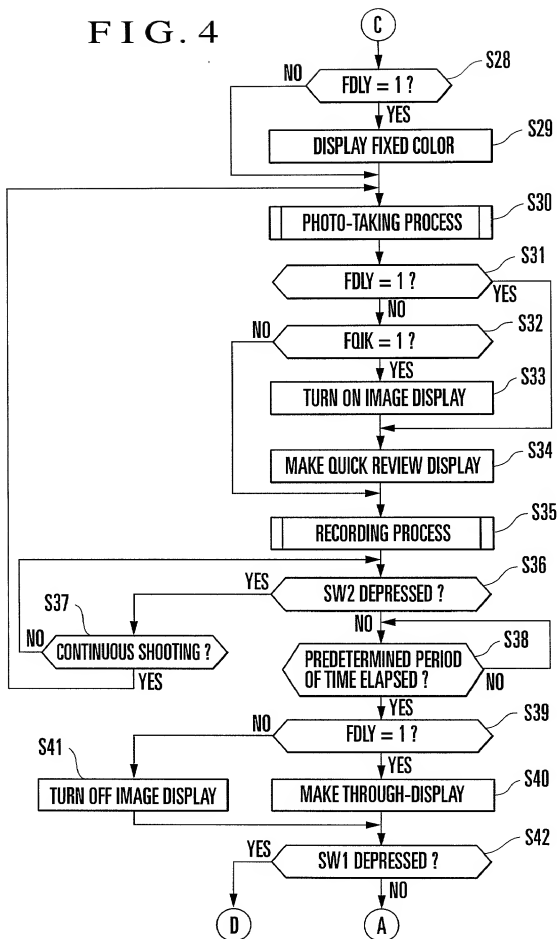 FIG. 4
C
S28
NO
FDLY = 1 ?
YES
S29
DISPLAY FIXED COLOR
S30
PHOTO-TAKING PROCESS
S31
FDLY = 1 ?
YES
NO
S32
NO
FQIK = 1 ?
YES
S33
TURN ON IMAGE DISPLAY
S34
MAKE QUICK REVIEW DISPLAY
S35
RECORDING PROCESS
S36
YES
SW2 DEPRESSED ?
NO
S37
NO
CONTINUOUS SHOOTING ?
YES
S38
PREDETERMINED PERIOD
OF TIME ELAPSED ?
NO
YES
S39
NO
FDLY = 1 ?
YES
S41
TURN OFF IMAGE DISPLAY
S40
MAKE THROUGH-DISPLAY
S42
YES
SW1 DEPRESSED ?
NO
D
A